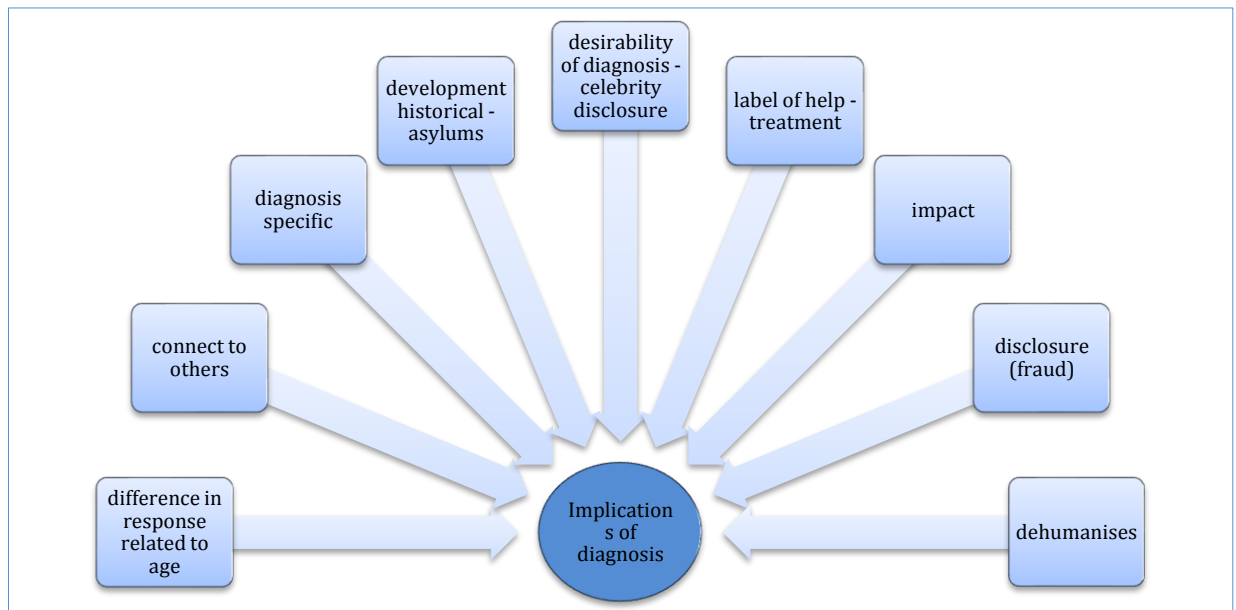 desirability
of diagnosis -
celebrity
disclosure
development
historical -
asylums
label of help -
treatment
diagnosis
specific
impact
connect to
others
disclosure
(fraud)
difference in
response
related to
age
Implication
s of
diagnosis
dehumanises